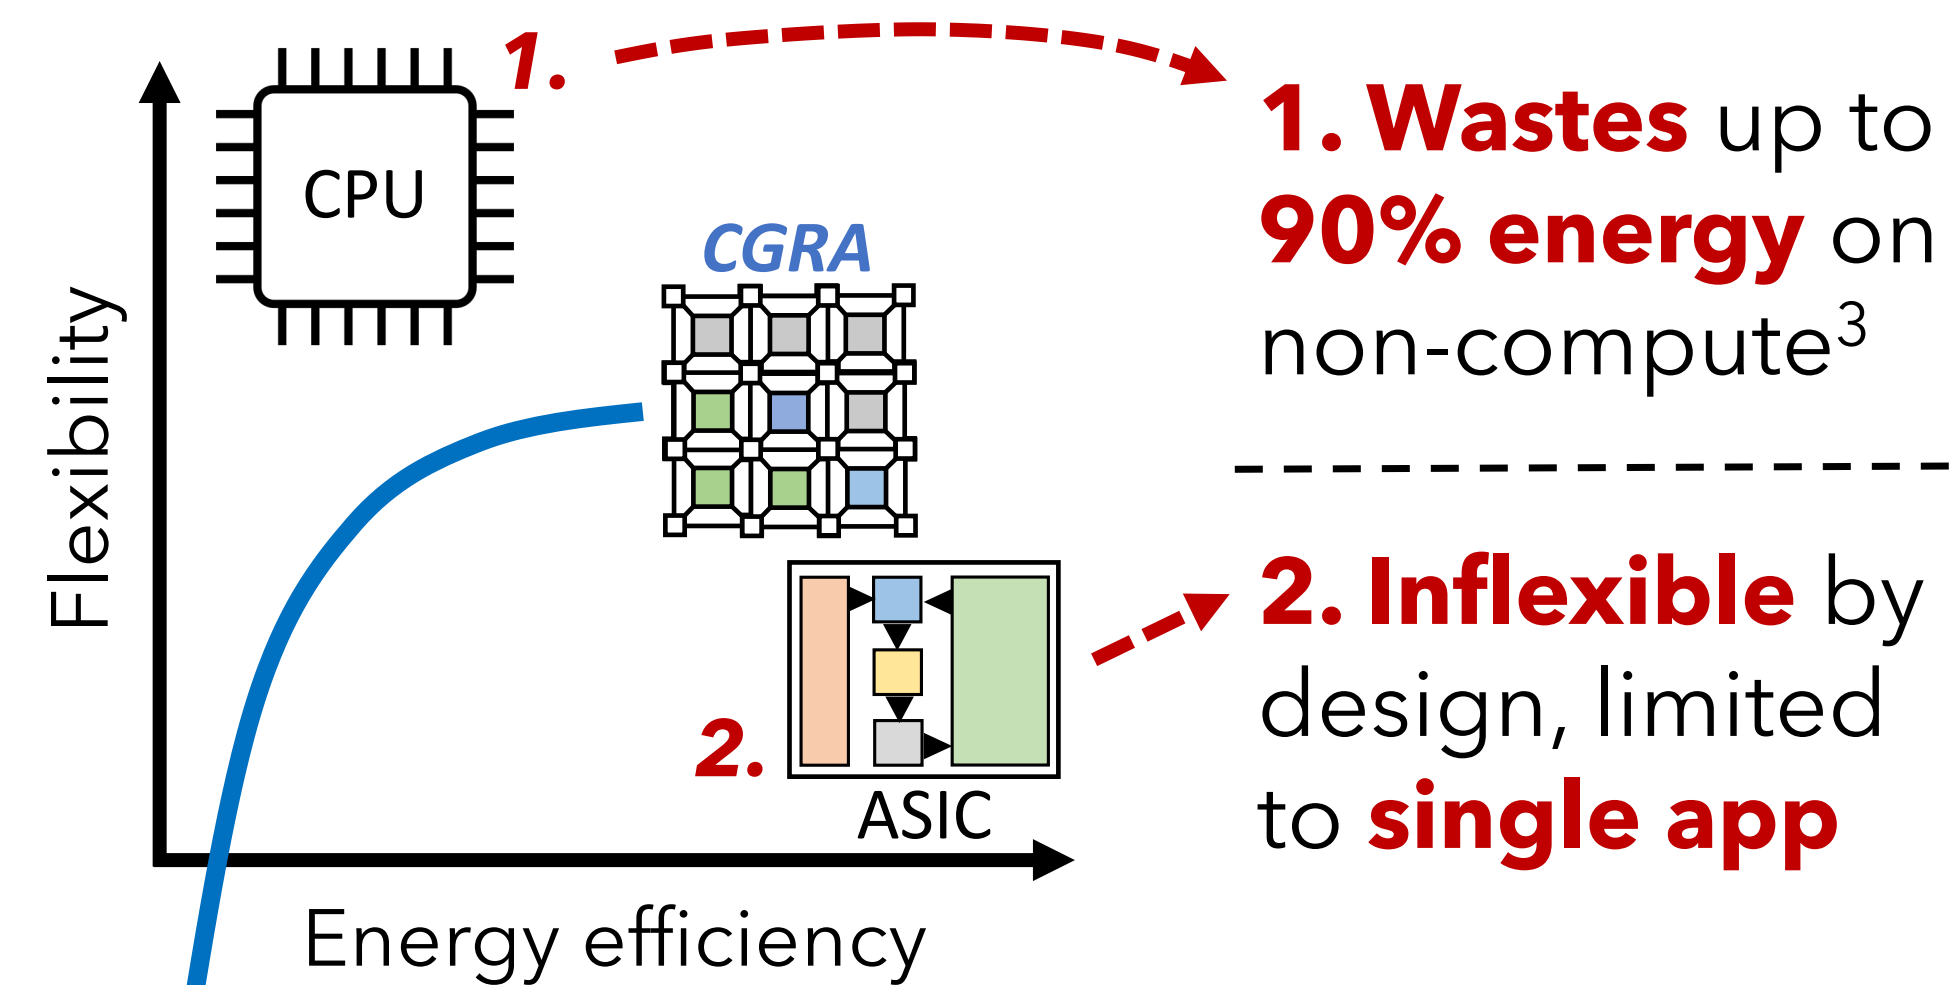 1.
CPU
CGRA
Flexibility
2.
ASIC
Energy efficiency
1. Wastes up to
90% energy on
non-compute³
2. Inflexible by
design, limited
to single app